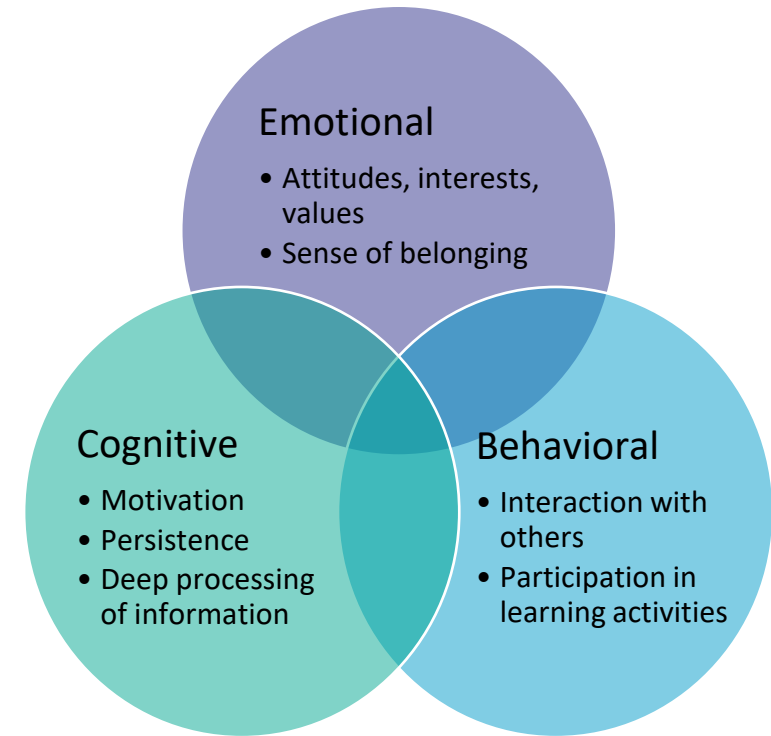 Emotional
• Attitudes, interests,
values
• Sense of belonging
Cognitive
• Motivation
• Persistence
• Deep processing
of information
Behavioral
• Interaction with
others
• Participation in
learning activities